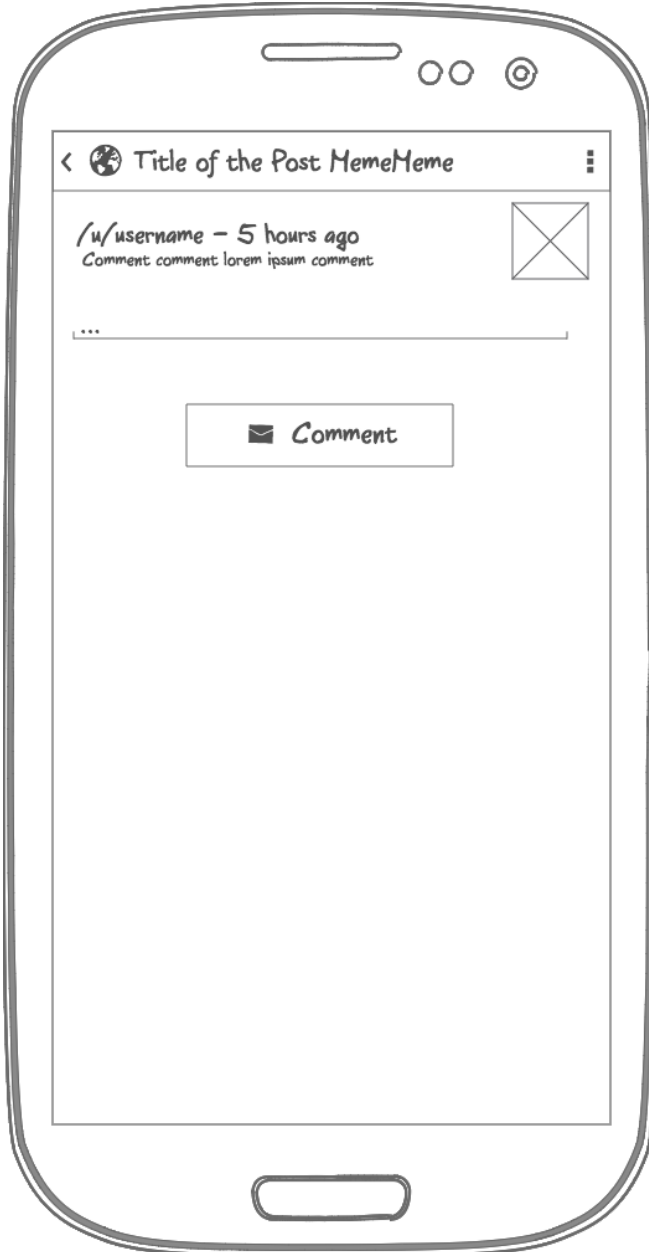 Title of the Post MemeMeme
/u/username - 5 hours ago
Comment comment lorem ipsum comment
...
Comment